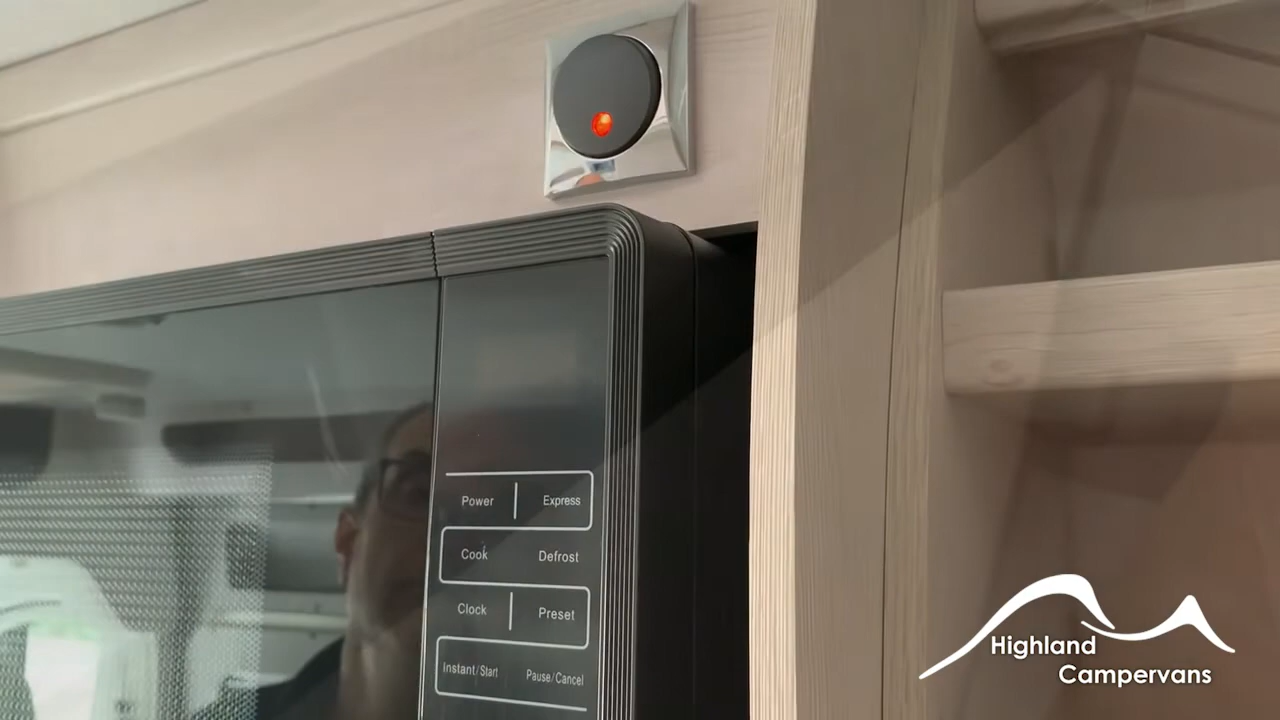 Power Express
Cook Defrost
Clock Preset
Instant/Start Pause/Cancel
Highland
Campervans